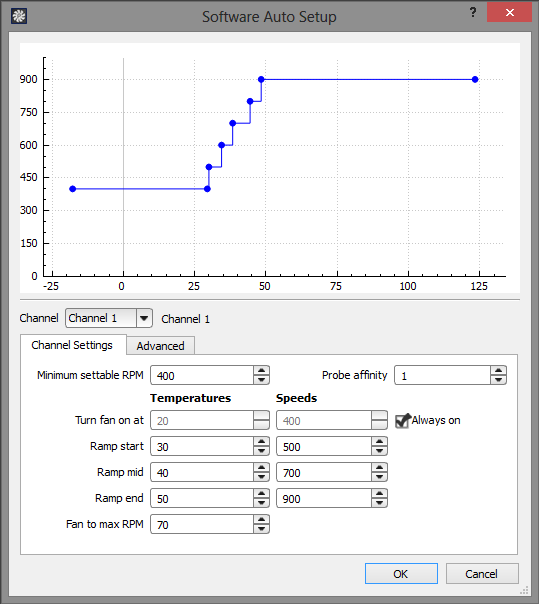 Software Auto Setup
? ×
900
750
600
450
300
150
0
-25 0 25 50 75 100 125
Channel Channel 1 Channel 1
Channel Settings Advanced
Minimum settable RPM 400 Probe affinity 1
Temperatures Speeds
Turn fan on at 20 400 Always on
Ramp start 30 500
Ramp mid 40 700
Ramp end 50 900
Fan to max RPM 70
OK Cancel